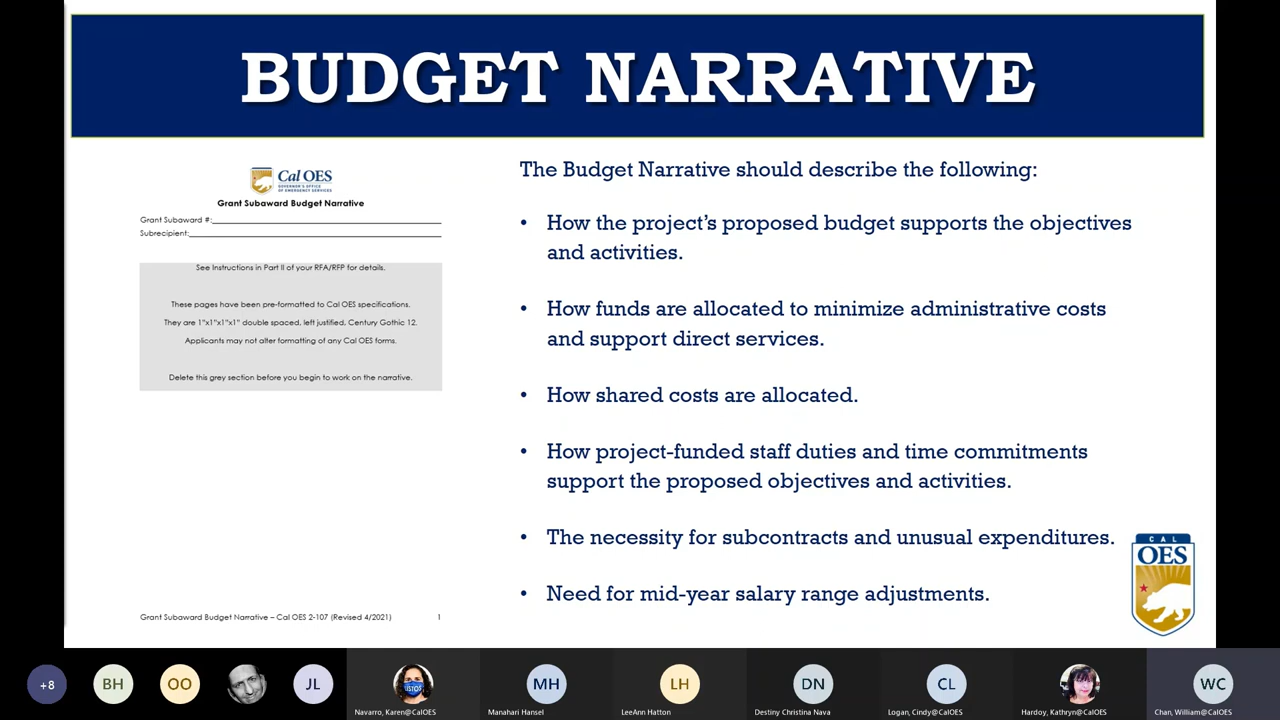 BUDGET NARRATIVE
Cal OES
GOVERNOR'S OFFICE
OF EMERGENCY SERVICES
Grant Subaward Budget Narrative
Grant Subaward #:
Subrecipient:
See Instructions in Part II of your RFA/RFP for details.
These pages have been pre-formatted to Cal OES specifications.
They are 1"x1"x1"x1" double spaced, left justified, Century Gothic 12.
Applicants may not alter formatting of any Cal OES forms.
Delete this grey section before you begin to work on the narrative.
Grant Subaward Budget Narrative – Cal OES 2-107 (Revised 4/2021) 1
The Budget Narrative should describe the following:
• How the project's proposed budget supports the objectives
and activities.
• How funds are allocated to minimize administrative costs
and support direct services.
• How shared costs are allocated.
• How project-funded staff duties and time commitments
support the proposed objectives and activities.
• The necessity for subcontracts and unusual expenditures.
• Need for mid-year salary range adjustments.
CAL
OES
+8
BH
OO
JL
Navarro, Karen@CalOES
MH
Manahari Hansel
LH
LeeAnn Hatton
DN
Destiny Christina Nava
CL
Logan, Cindy@CalOES
Hardoy, Kathryn@CalOES
WC
Chan, William@CalOES